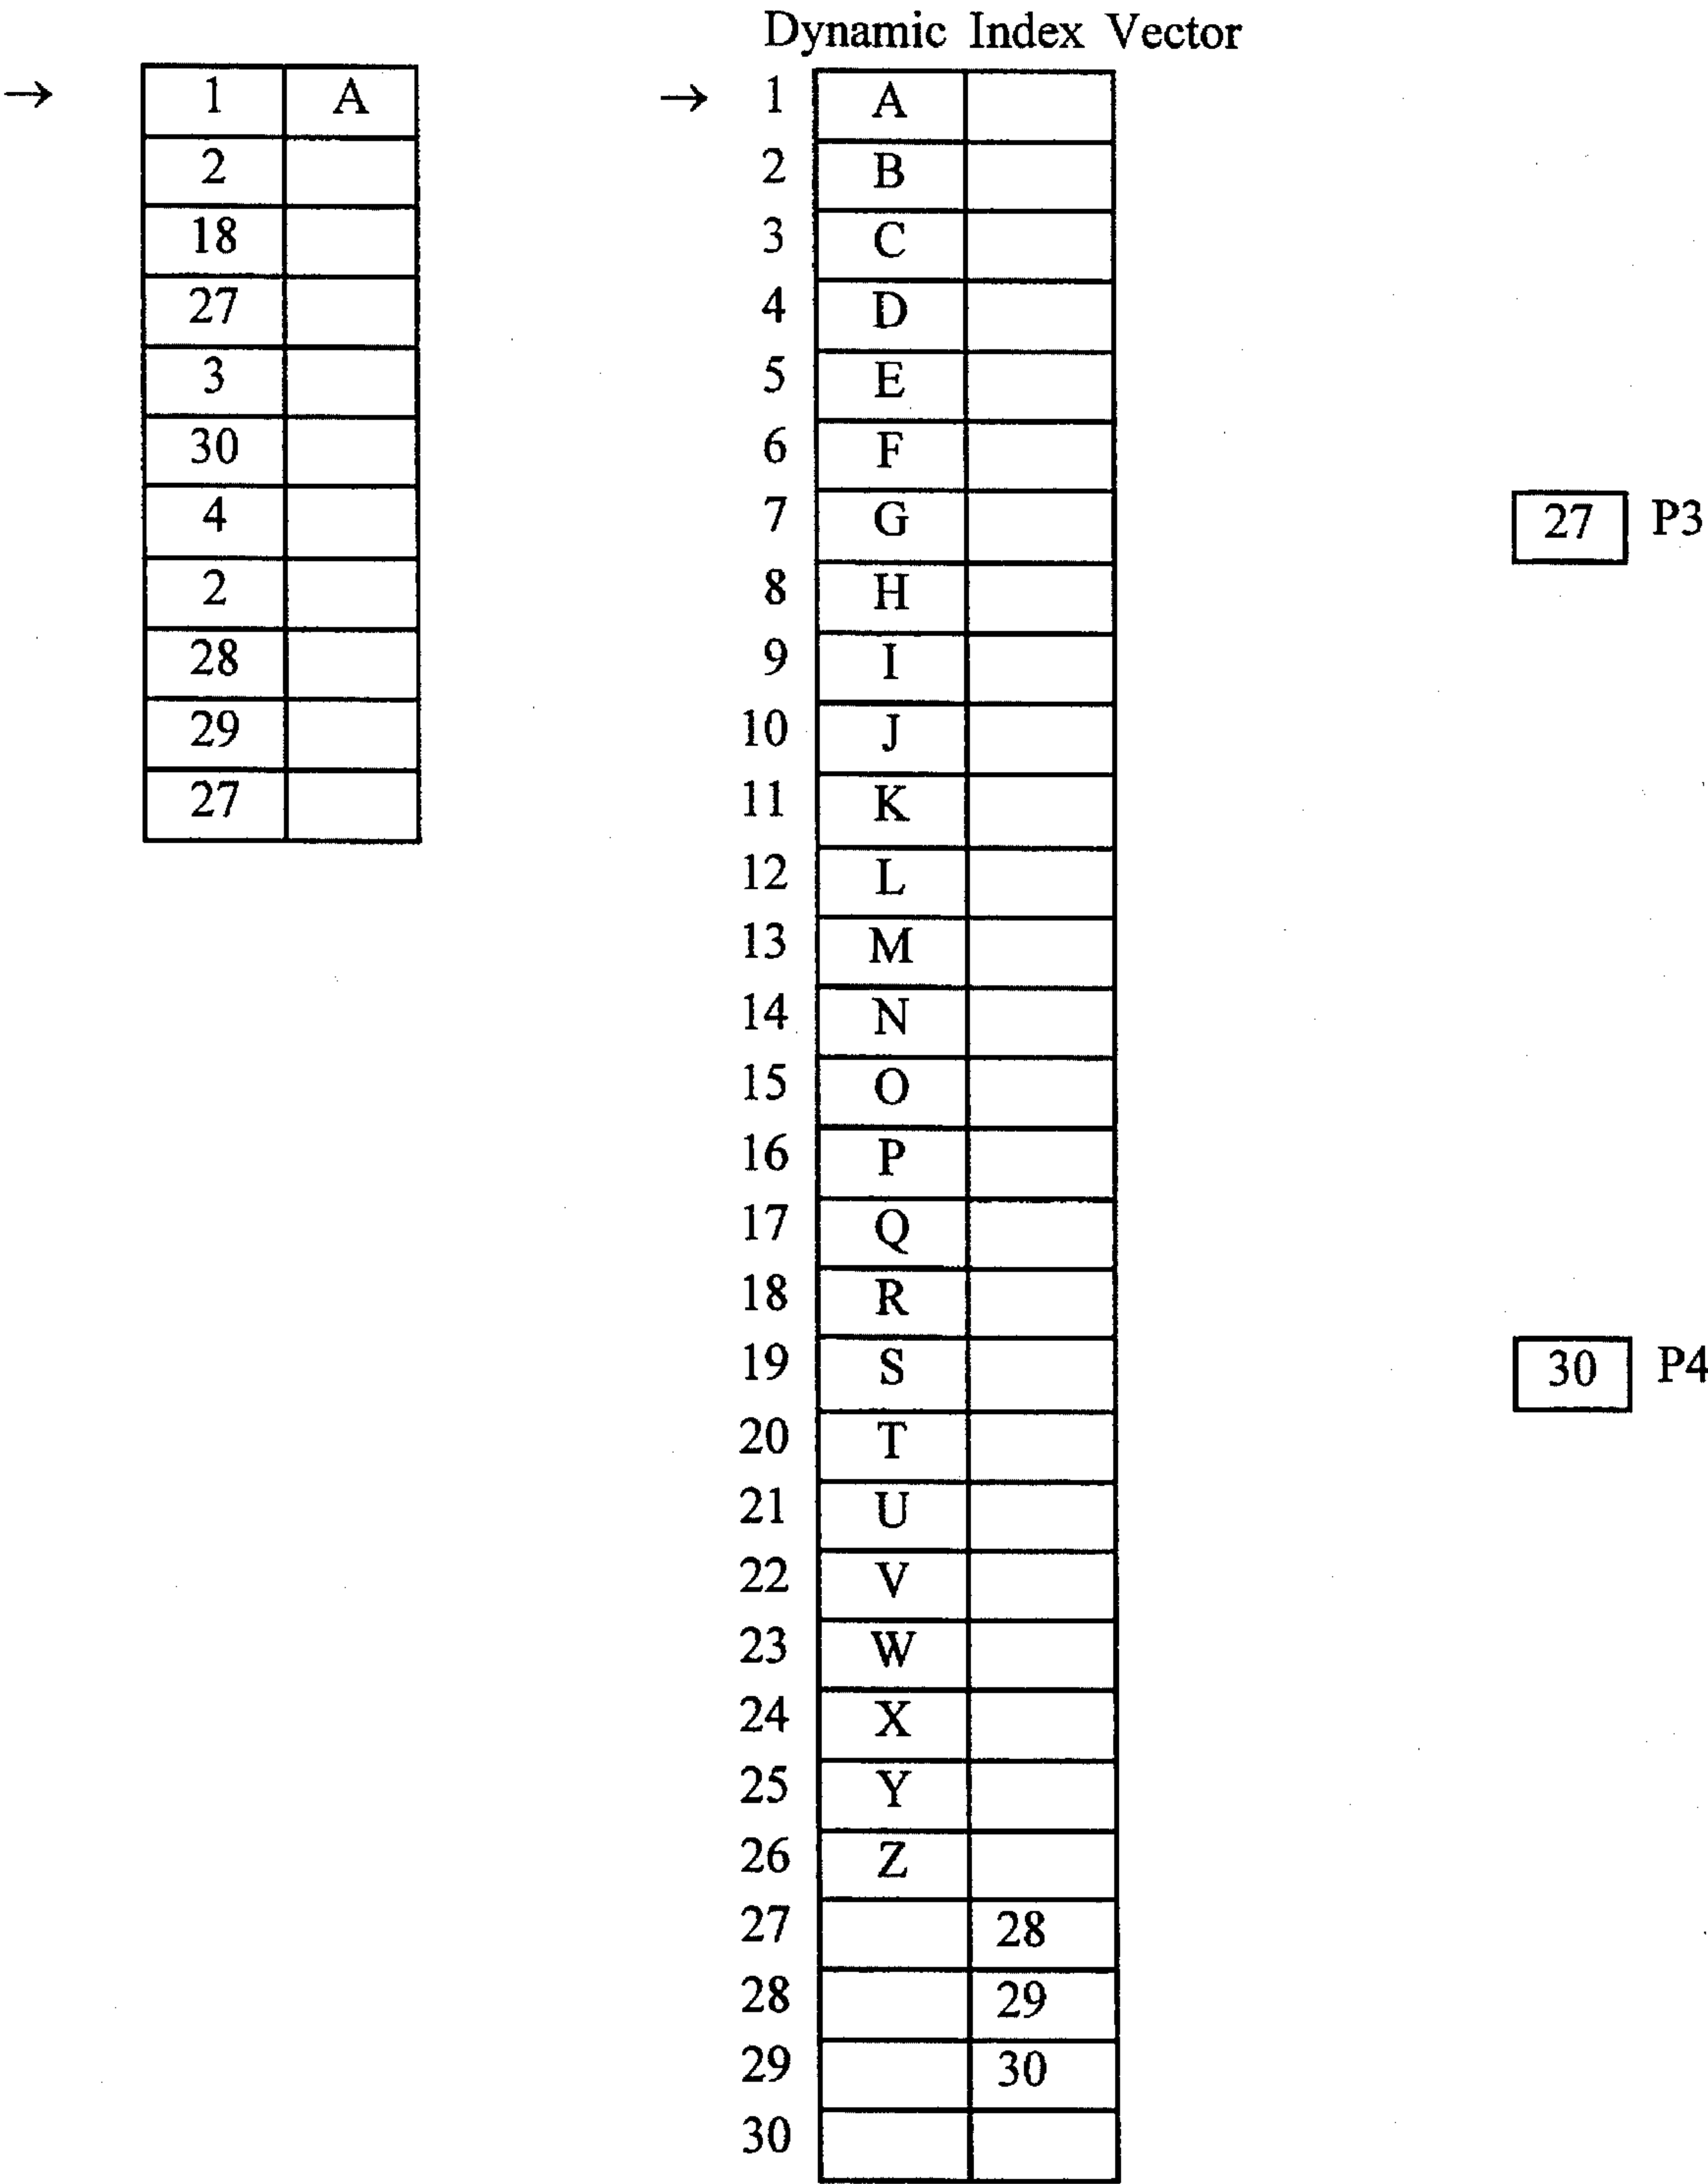 Dynamic Index Vector
→ 1 A
2
18
27
3
30
4
2
28
29
27
→ 1 A
2 B
3 C
4 D
5 E
6 F
7 G
8 H
9 I
10 J
11 K
12 L
13 M
14 N
15 O
16 P
17 Q
18 R
19 S
20 T
21 U
22 V
23 W
24 X
25 Y
26 Z
27 28
28 29
29 30
30
27 P3
30 P4